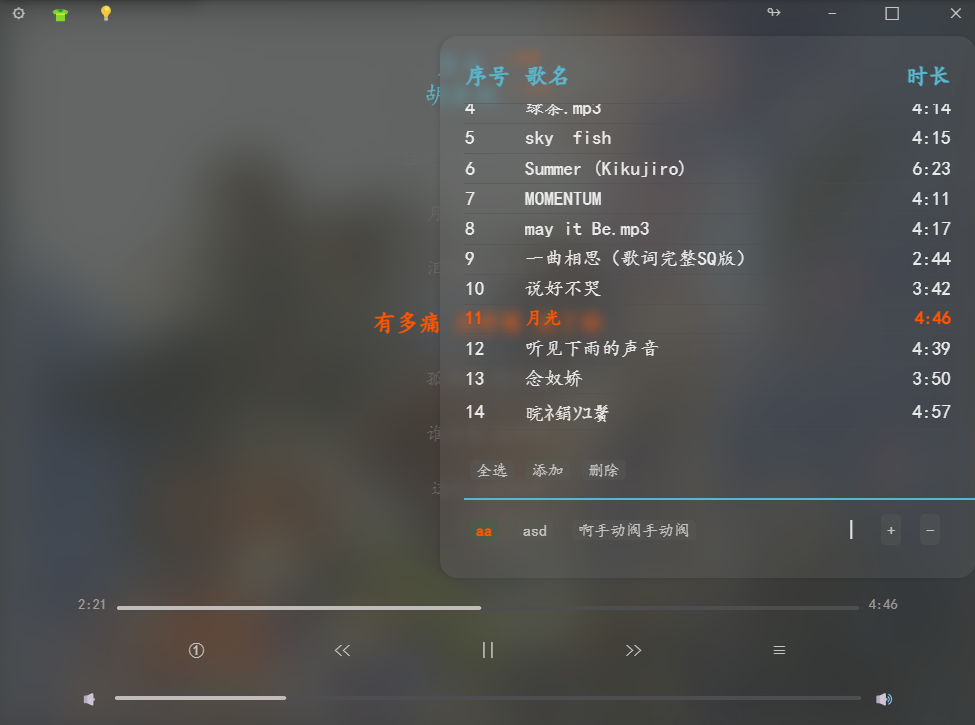 序号 歌名 时长
4 绿茶.mp3 4:14
5 sky fish 4:15
6 Summer (Kikujiro) 6:23
7 MOMENTUM 4:11
8 may it Be.mp3 4:17
9 一曲相思（歌词完整SQ版） 2:44
10 说好不哭 3:42
有多痛
11 月光 4:46
12 听见下雨的声音 4:39
13 念奴娇 3:50
14 4:57
全选 添加 删除
aa asd 啊手动阀手动阀 + −
2:21 4:46
①